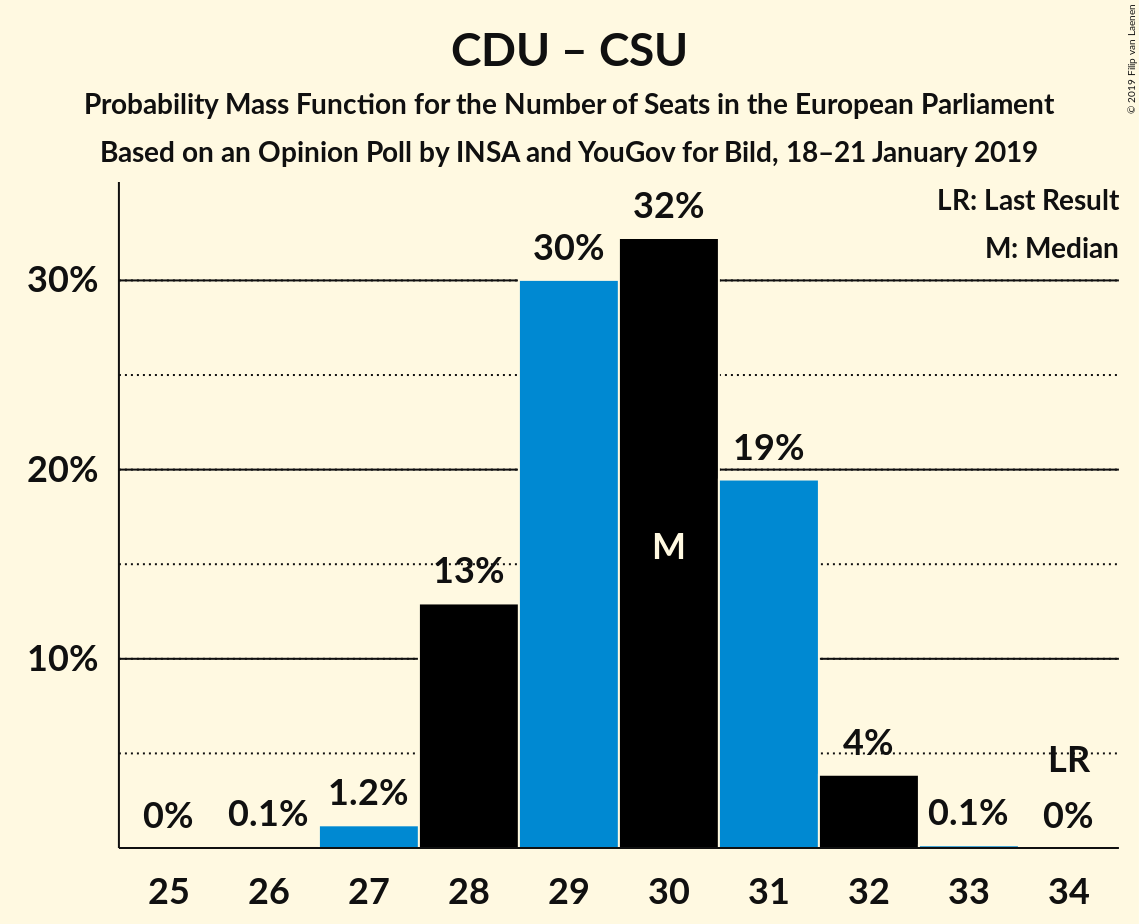 CDU – CSU
Probability Mass Function for the Number of Seats in the European Parliament
Based on an Opinion Poll by INSA and YouGov for Bild, 18–21 January 2019
© 2019 Filip van Laenen
LR: Last Result
M: Median
30%
20%
10%
0%
0.1%
1.2%
13%
30%
32%
M
19%
4%
0.1%
LR
0%
25 26 27 28 29 30 31 32 33 34